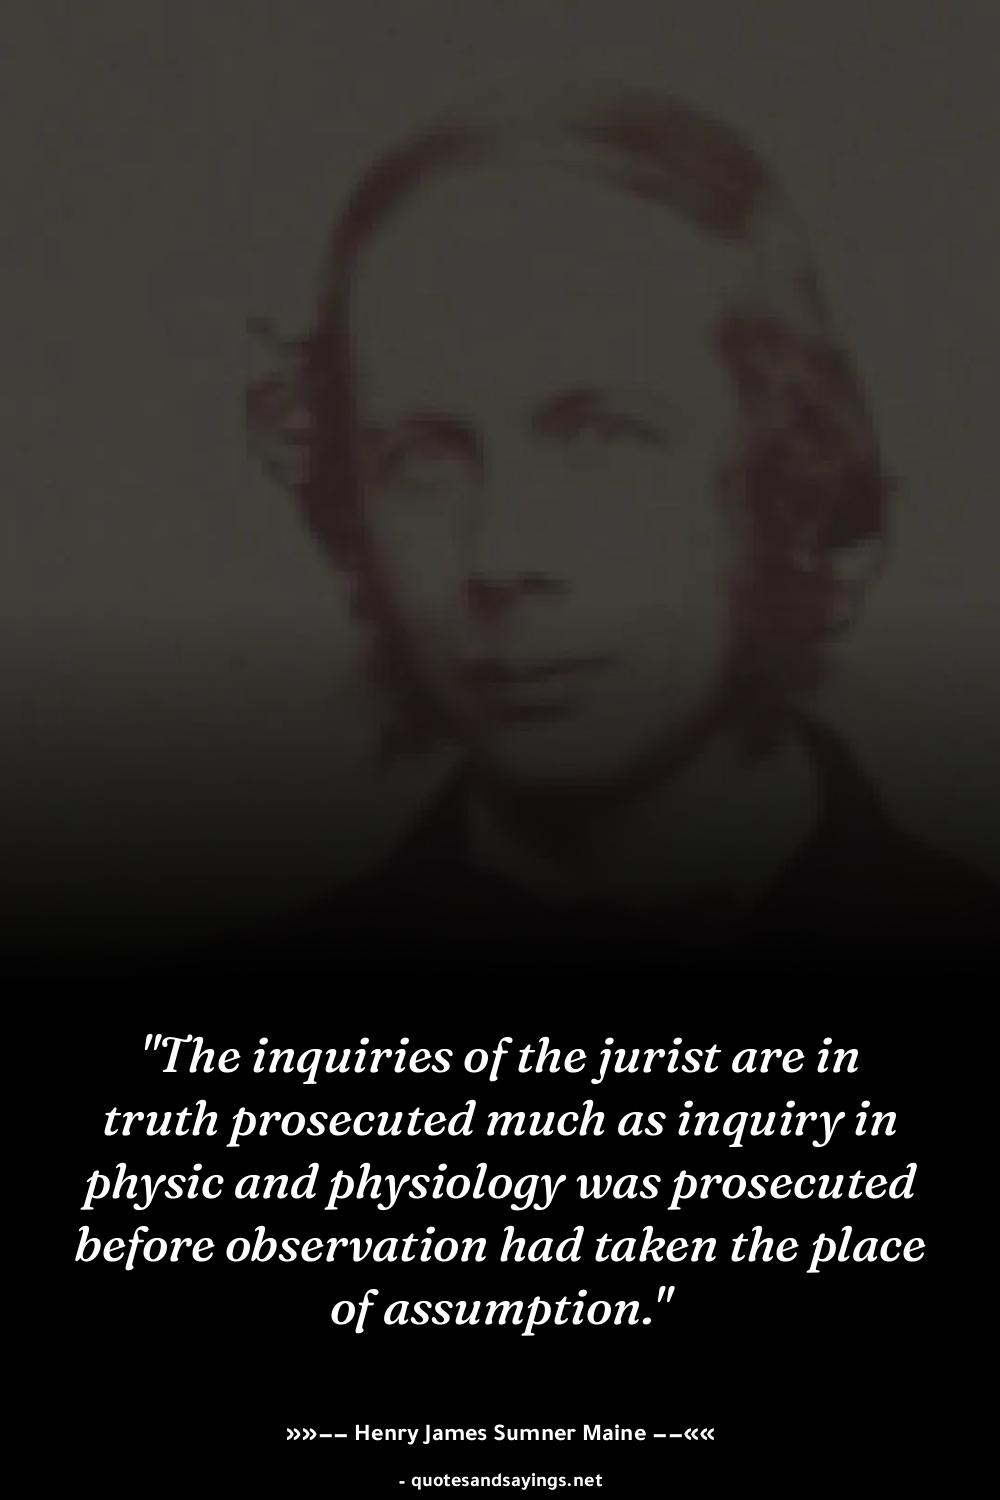 "The inquiries of the jurist are in
truth prosecuted much as inquiry in
physic and physiology was prosecuted
before observation had taken the place
of assumption."
»»-- Henry James Sumner Maine --««
- quotesandsayings.net